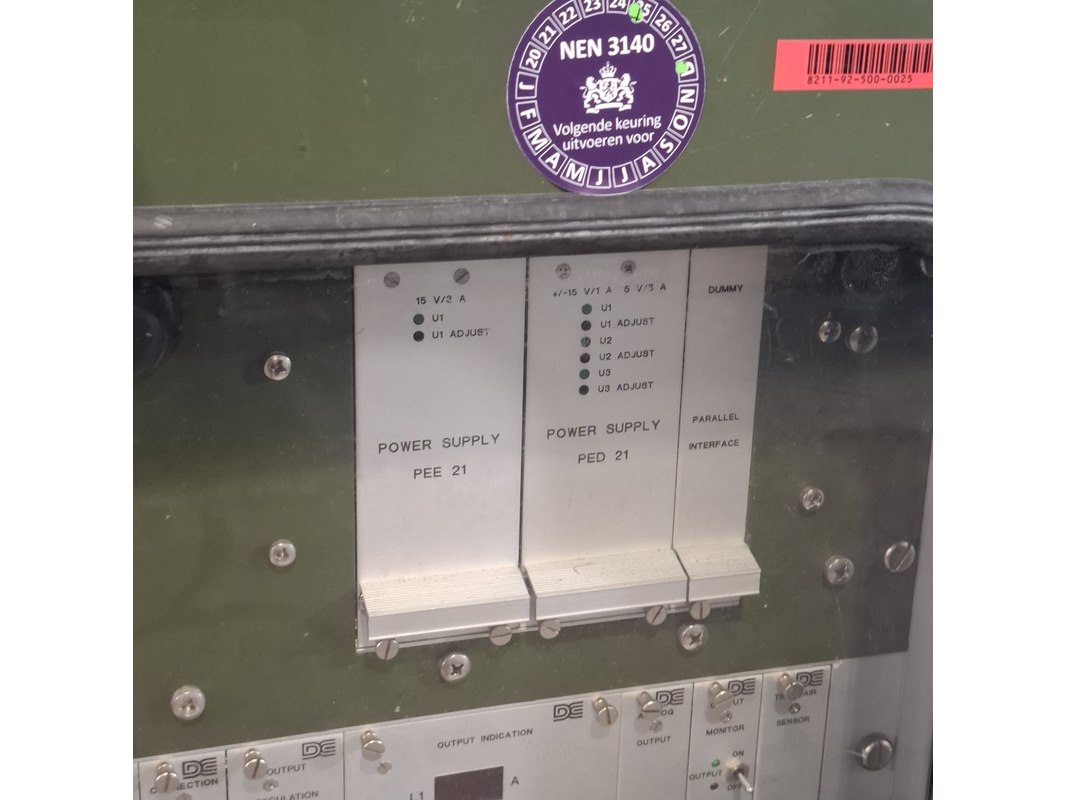 20 21 22 23 24 25 26 27
NEN 3140
Volgende keuring
uitvoeren voor
J F M A M J J A S O N D
8211-92-500-0025
15 V/3 A
U1
U1 ADJUST
POWER SUPPLY
PEE 21
+/-15 V/1 A 5 V/3 A
U1
U1 ADJUST
U2
U2 ADJUST
U3
U3 ADJUST
POWER SUPPLY
PED 21
DUMMY
PARALLEL
INTERFACE
DE
DE
OUTPUT
DE
OUTPUT INDICATION
L1
A
DE
OUTPUT
DE
MONITOR
ON
OUTPUT
DE
SENSOR